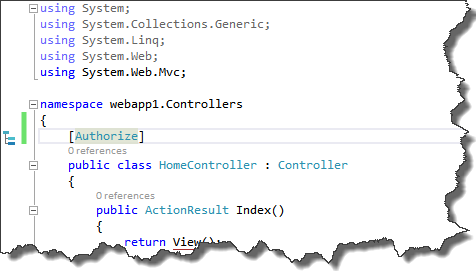 using System;
using System.Collections.Generic;
using System.Linq;
using System.Web;
using System.Web.Mvc;
namespace webapp1.Controllers
{
[Authorize]
0 references
public class HomeController : Controller
{
0 references
public ActionResult Index()
{
return View();